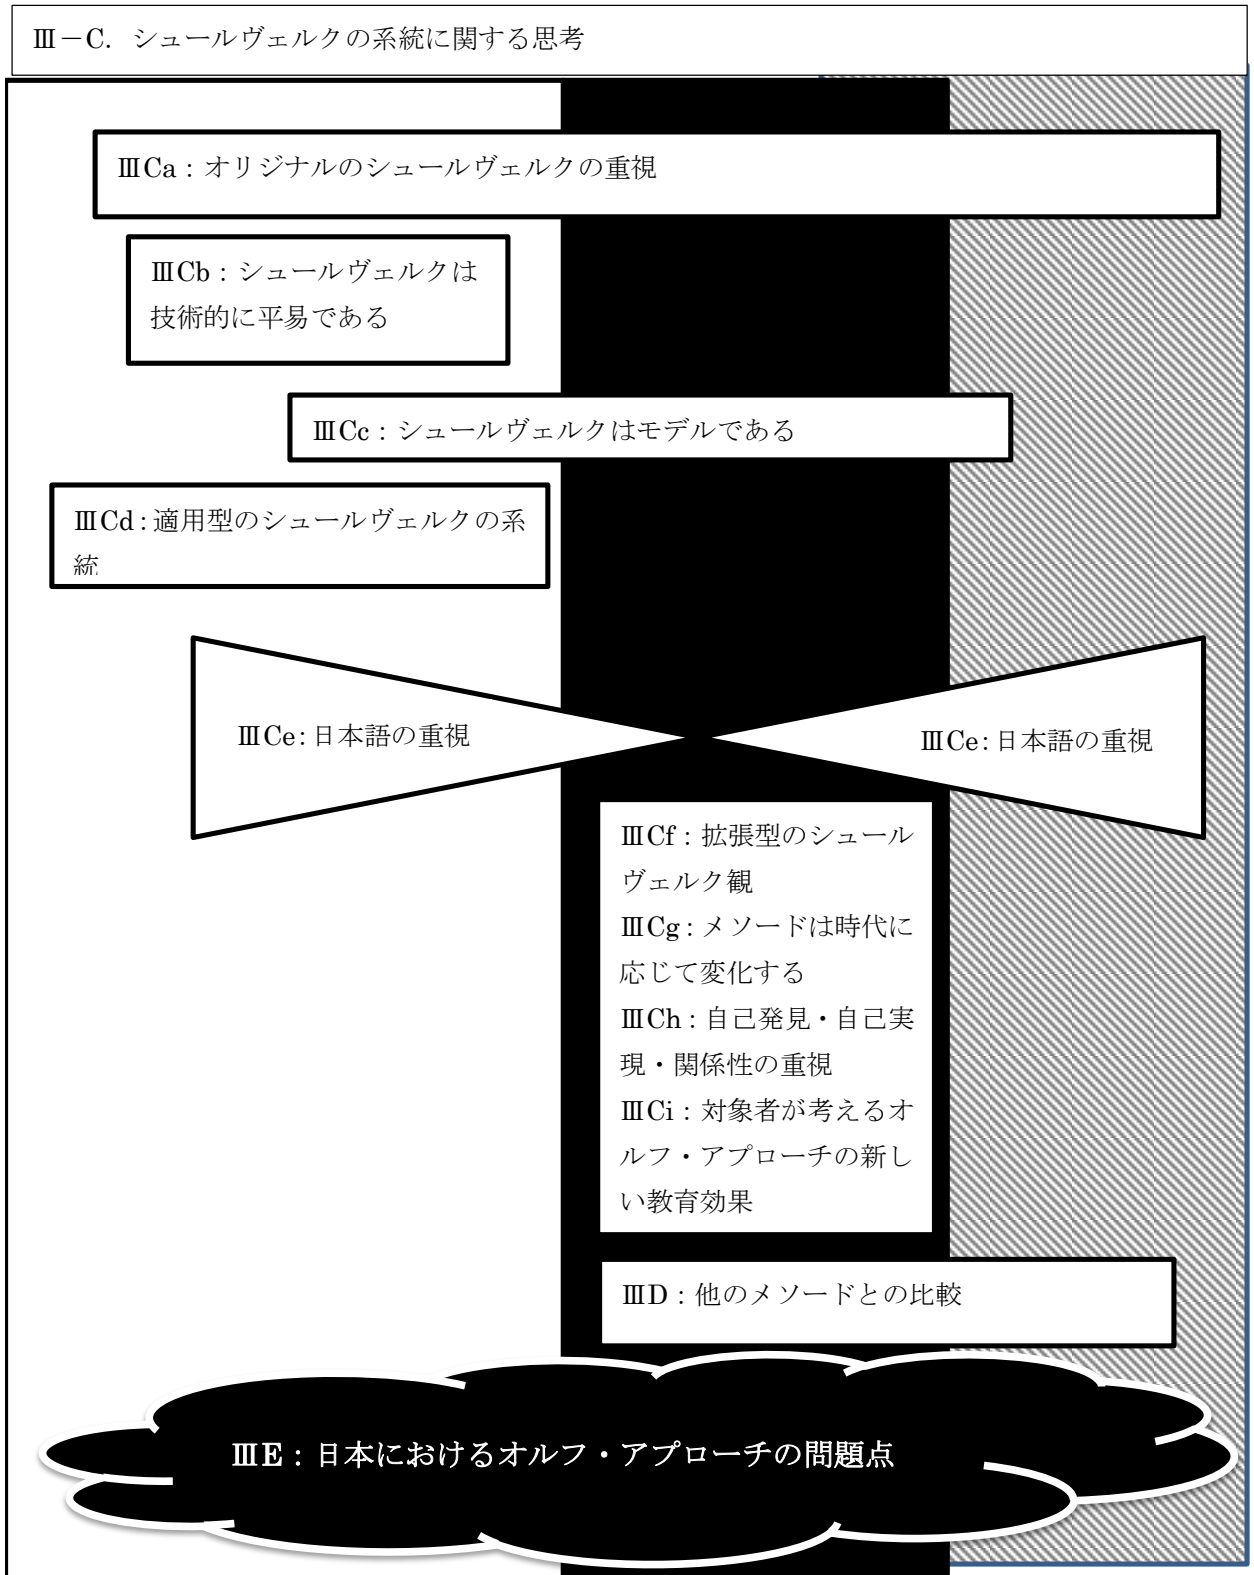 Ⅲ－C．シュールヴェルクの系統に関する思考
ⅢCa：オリジナルのシュールヴェルクの重視
ⅢCb：シュールヴェルクは
技術的に平易である
ⅢCc：シュールヴェルクはモデルである
ⅢCd：適用型のシュールヴェルクの系
統
ⅢCe：日本語の重視
ⅢCe：日本語の重視
ⅢCf：拡張型のシュール
ヴェルク観
ⅢCg：メソードは時代に
応じて変化する
ⅢCh：自己発見・自己実
現・関係性の重視
ⅢCi：対象者が考えるオ
ルフ・アプローチの新し
い教育効果
ⅢD：他のメソードとの比較
ⅢE：日本におけるオルフ・アプローチの問題点